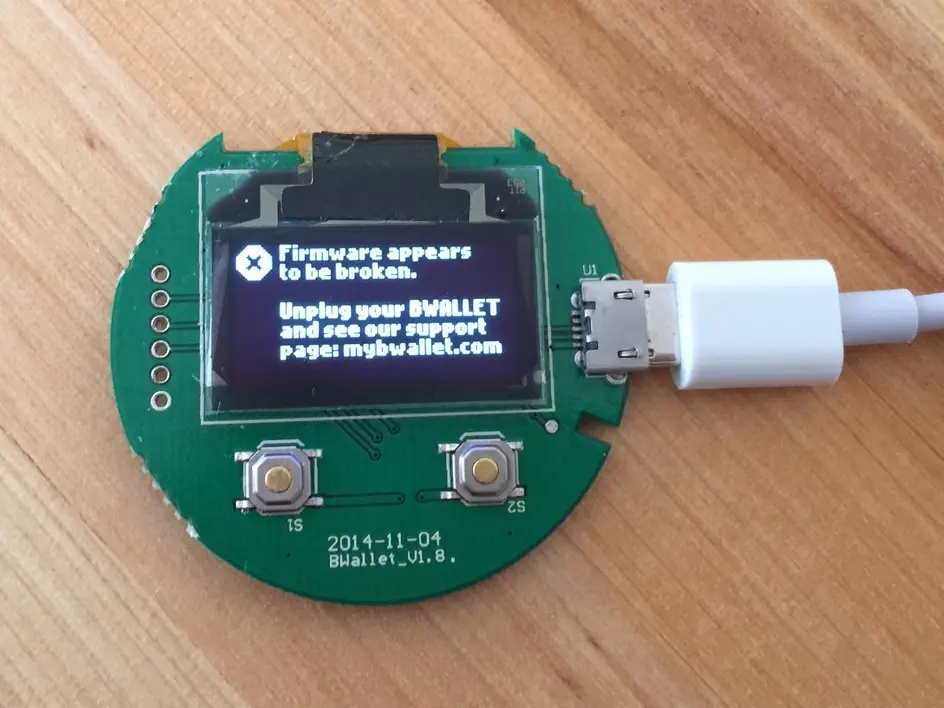 Firmware appears
to be broken.
Unplug your BWALLET
and see our support
page: mybwallet.com
U1
S1
S2
2014-11-04
BWallet_V1.8.